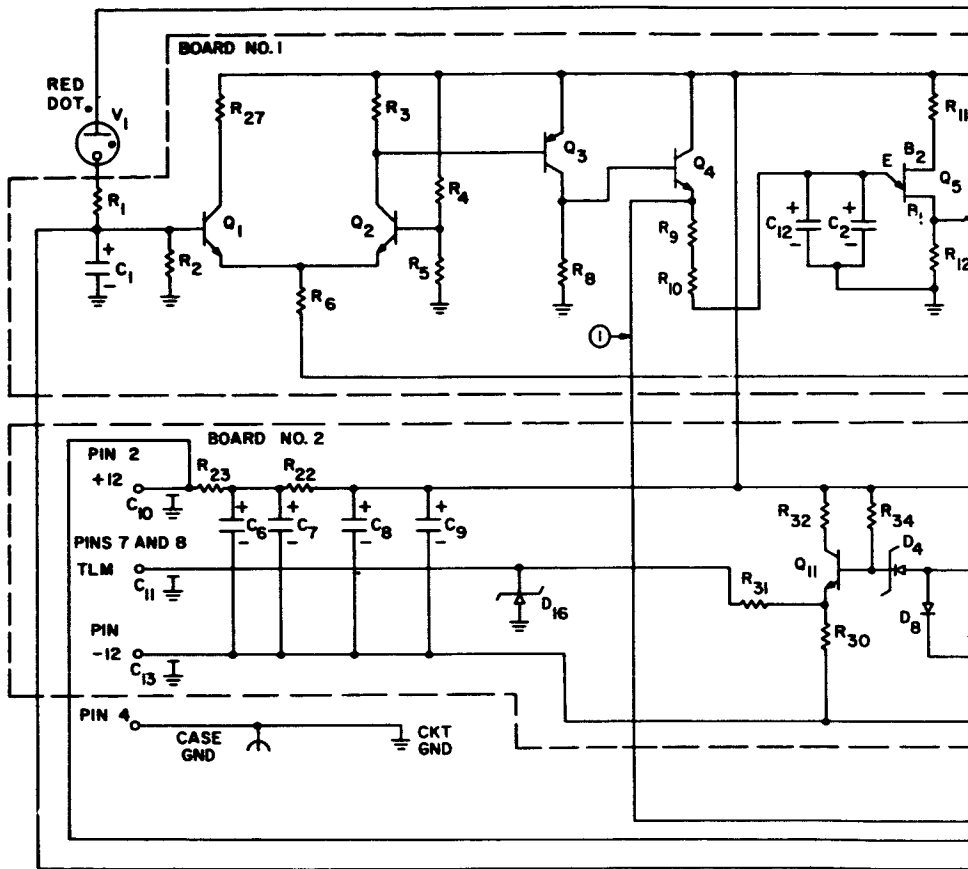 BOARD NO. 1
RED
DOT
V1
R27
R3
R4
Q3
Q4
R11
B2
E
Q5
B1
R1
Q1
Q2
C1
R2
R5
R6
R8
R9
R10
C12
C2
R12
+
-
+
-
+
-
1
BOARD NO. 2
PIN 2
+12
C10
R23
R22
+
C6
-
+
C7
-
+
C8
-
+
C9
-
R32
R34
D4
Q11
PINS 7 AND 8
TLM
C11
D16
R31
D8
R30
PIN
-12
C13
PIN 4
CASE
GND
CKT
GND